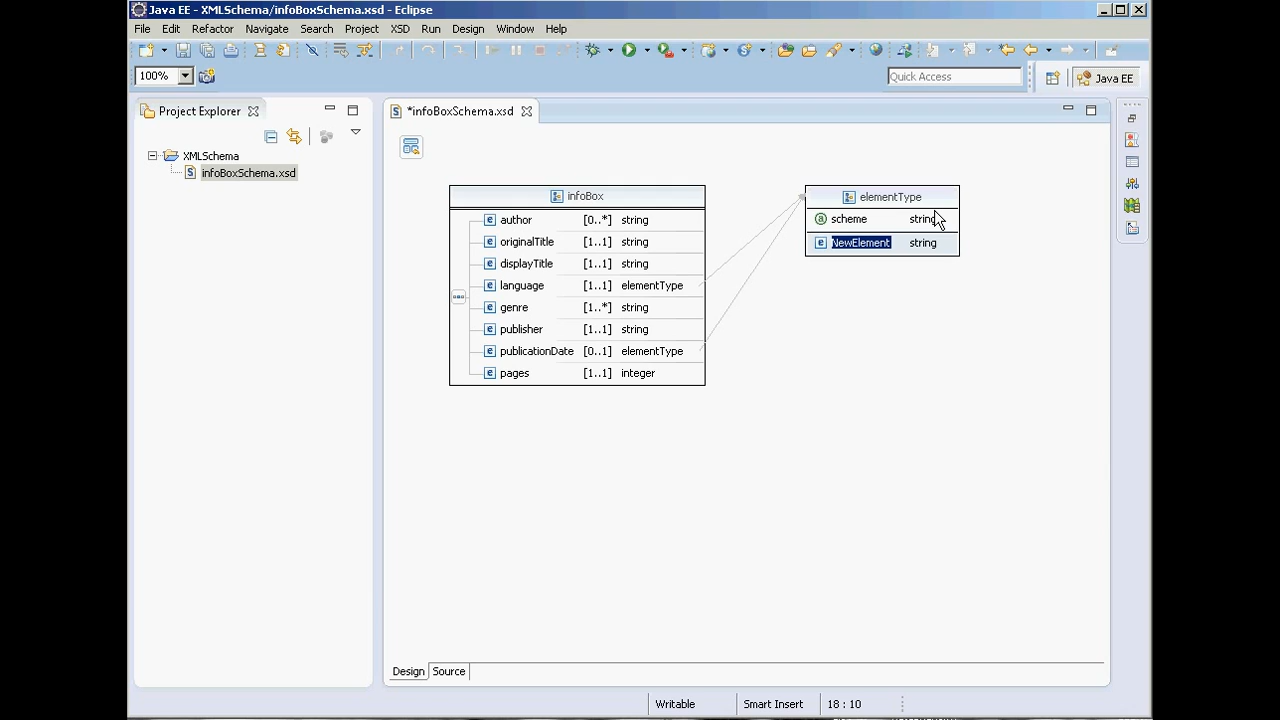 Java EE - XMLSchema/infoBoxSchema.xsd - Eclipse
File Edit Refactor Navigate Search Project XSD Run Design Window Help
100% Quick Access Java EE
Project Explorer
*infoBoxSchema.xsd
XMLSchema
infoBoxSchema.xsd
infoBox
author [0..*] string
originalTitle [1..1] string
displayTitle [1..1] string
language [1..1] elementType
genre [1..*] string
publisher [1..1] string
publicationDate [0..1] elementType
pages [1..1] integer
elementType
scheme string
NewElement string
Design Source
Writable Smart Insert 18 : 10